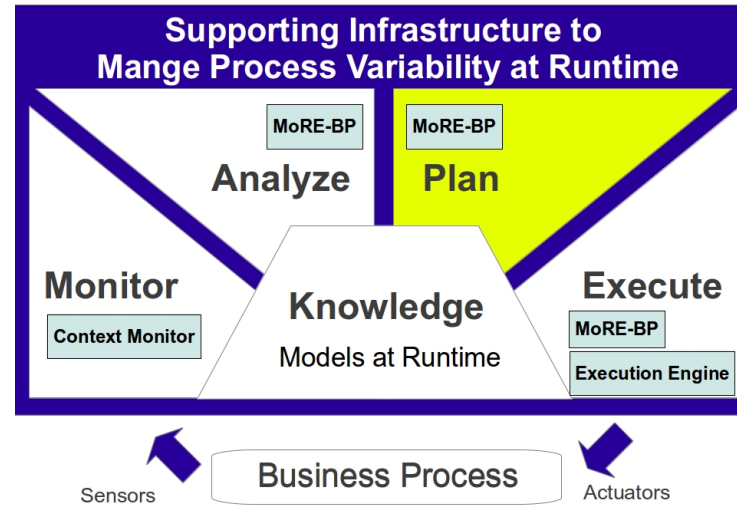 Supporting Infrastructure to
Mange Process Variability at Runtime
MoRE-BP
Analyze
MoRE-BP
Plan
Monitor
Context Monitor
Knowledge
Models at Runtime
Execute
MoRE-BP
Execution Engine
Sensors
Business Process
Actuators